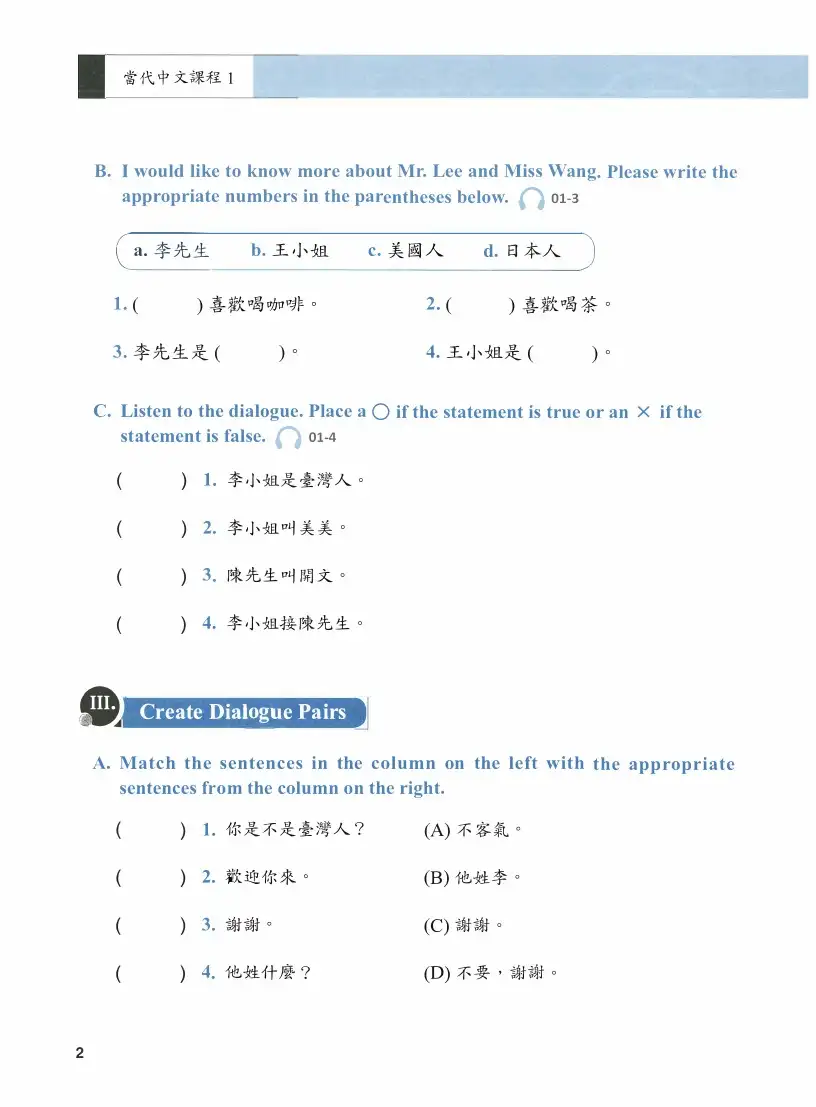 當代中文課程 1
B. I would like to know more about Mr. Lee and Miss Wang. Please write the
appropriate numbers in the parentheses below. 01-3
a. 李先生 b. 王小姐 c. 美國人 d. 日本人
1. ( ) 喜歡喝咖啡。 2. ( ) 喜歡喝茶。
3. 李先生是 ( )。 4. 王小姐是 ( )。
C. Listen to the dialogue. Place a ○ if the statement is true or an × if the
statement is false. 01-4
( ) 1. 李小姐是臺灣人。
( ) 2. 李小姐叫美美。
( ) 3. 陳先生叫開文。
( ) 4. 李小姐接陳先生。
III. Create Dialogue Pairs
A. Match the sentences in the column on the left with the appropriate
sentences from the column on the right.
( ) 1. 你是不是臺灣人? (A) 不客氣。
( ) 2. 歡迎你來。 (B) 他姓李。
( ) 3. 謝謝。 (C) 謝謝。
( ) 4. 他姓什麼? (D) 不要,謝謝。
2